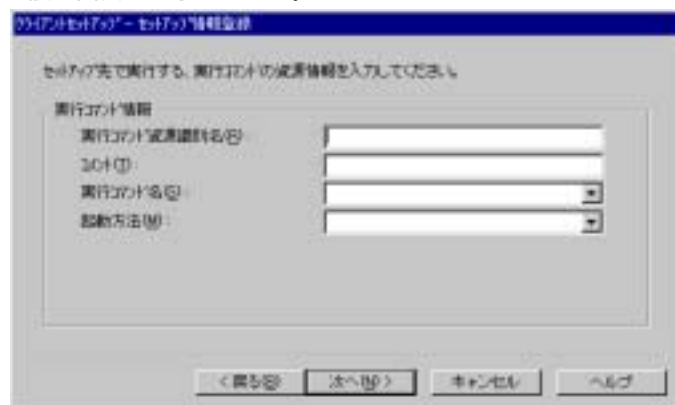 クライアントセットアップ - セットアップ情報登録
セットアップ先で実行する、実行コマンドの資源情報を入力してください。
実行コマンド情報
実行コマンド資源識別名(R):
コメント(T):
実行コマンド名(C):
起動方法(M):
< 戻る(B)
次へ(N) >
キャンセル
ヘルプ